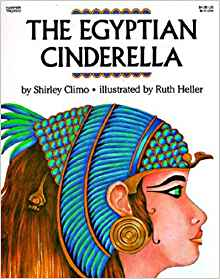 THE EGYPTIAN
CINDERELLA
by Shirley Climo • illustrated by Ruth Heller